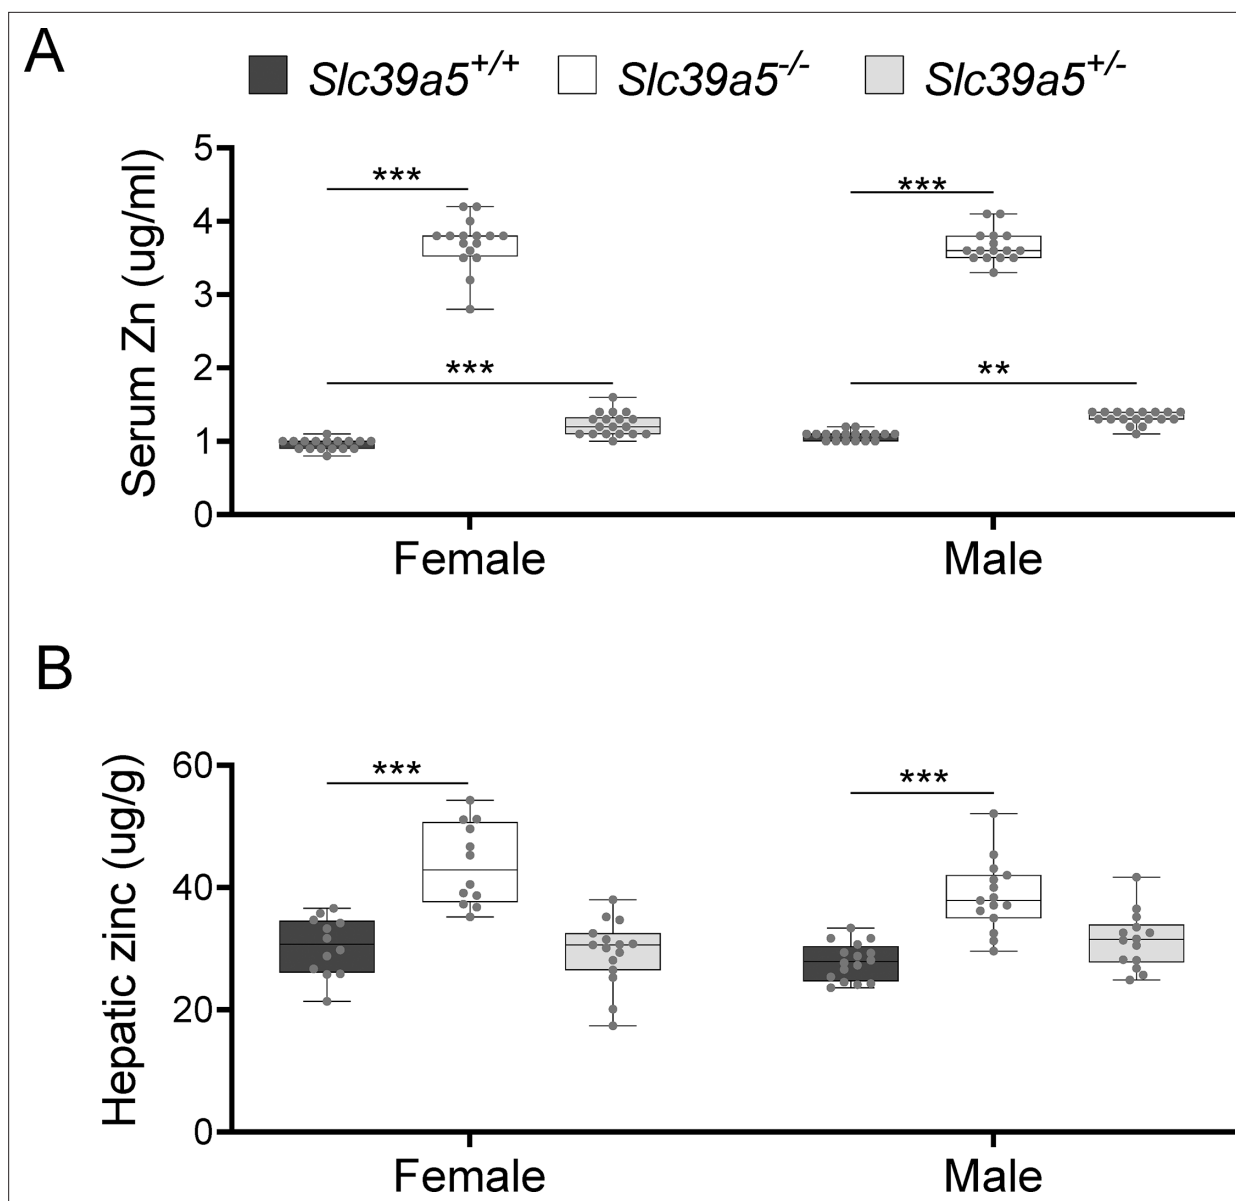 A
Slc39a5+/+ Slc39a5-/- Slc39a5+/-
Serum Zn (ug/ml)
5
4
3
2
1
0
*** ***
*** **
Female Male
B
Hepatic zinc (ug/g)
60
40
20
0
*** ***
Female Male